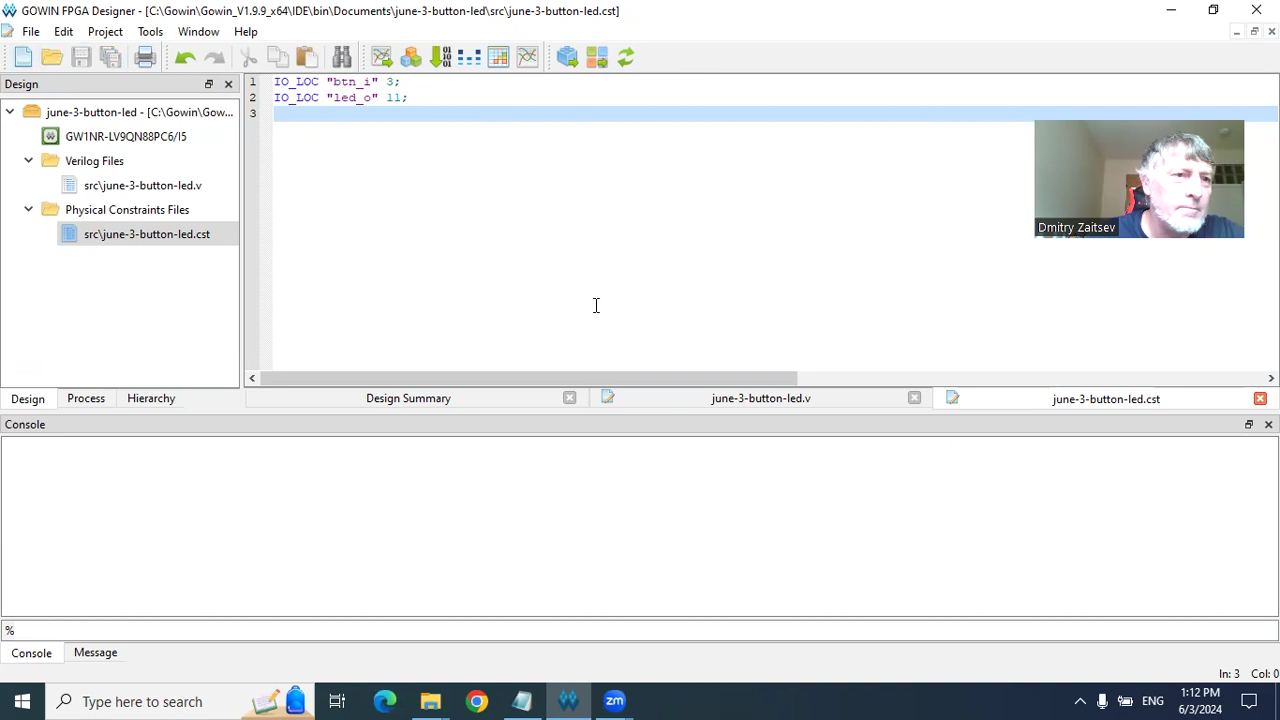 GOWIN FPGA Designer - [C:\Gowin\Gowin_V1.9.9_x64\IDE\bin\Documents\june-3-button-led\src\june-3-button-led.cst]
File Edit Project Tools Window Help
Design
june-3-button-led - [C:\Gowin\Gow...
GW1NR-LV9QN88PC6/I5
Verilog Files
src\june-3-button-led.v
Physical Constraints Files
src\june-3-button-led.cst
Design Process Hierarchy
1 IO_LOC "btn_i" 3;
2 IO_LOC "led_o" 11;
3
Dmitry Zaitsev
Design Summary june-3-button-led.v june-3-button-led.cst
Console
%
Console Message
ln: 3 Col: 0
Type here to search
zm
ENG
1:12 PM
6/3/2024